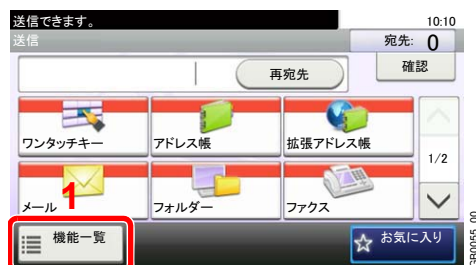 送信できます。 10:10
送信 宛先: 0
再宛先 確認
ワンタッチキー アドレス帳 拡張アドレス帳
1/2
メール フォルダー ファクス
1
機能一覧 お気に入り